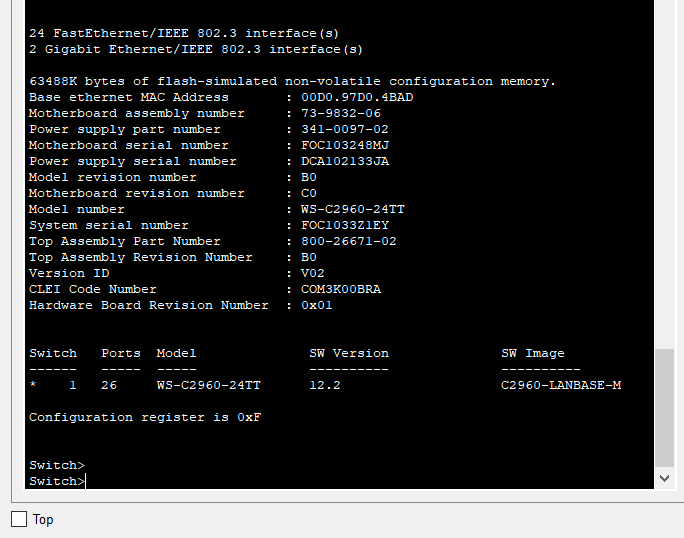 24 FastEthernet/IEEE 802.3 interface(s)
2 Gigabit Ethernet/IEEE 802.3 interface(s)
63488K bytes of flash-simulated non-volatile configuration memory.
Base ethernet MAC Address : 00D0.97D0.4BAD
Motherboard assembly number : 73-9832-06
Power supply part number : 341-0097-02
Motherboard serial number : FOC103248MJ
Power supply serial number : DCA102133JA
Model revision number : B0
Motherboard revision number : C0
Model number : WS-C2960-24TT
System serial number : FOC1033Z1EY
Top Assembly Part Number : 800-26671-02
Top Assembly Revision Number : B0
Version ID : V02
CLEI Code Number : COM3K00BRA
Hardware Board Revision Number : 0x01
Switch Ports Model SW Version SW Image
------ ----- ----- ---------- ----------
* 1 26 WS-C2960-24TT 12.2 C2960-LANBASE-M
Configuration register is 0xF
Switch>
Switch>
Top